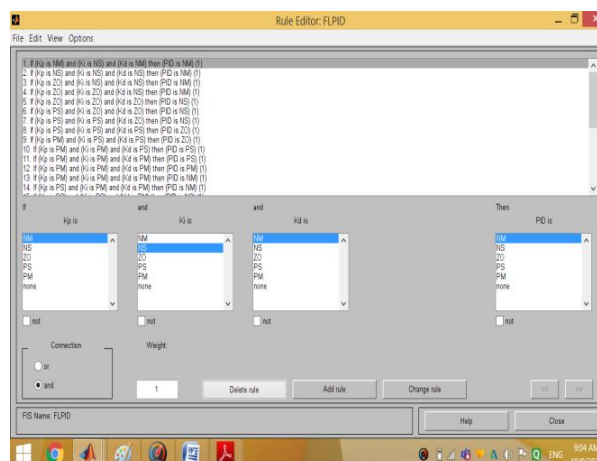 Rule Editor: FLPID
File Edit View Options
1. If (Kp is NM) and (Ki is NS) and (Kd is NM) then (PID is NM) (1)
2. If (Kp is NS) and (Ki is NS) and (Kd is NS) then (PID is NM) (1)
3. If (Kp is ZO) and (Ki is NS) and (Kd is NS) then (PID is NM) (1)
4. If (Kp is ZO) and (Ki is ZO) and (Kd is ZO) then (PID is NS) (1)
5. If (Kp is PS) and (Ki is ZO) and (Kd is ZO) then (PID is NS) (1)
6. If (Kp is PS) and (Ki is ZO) and (Kd is ZO) then (PID is NS) (1)
7. If (Kp is PS) and (Ki is PS) and (Kd is ZO) then (PID is NS) (1)
8. If (Kp is PS) and (Ki is PS) and (Kd is PS) then (PID is ZO) (1)
9. If (Kp is PM) and (Ki is PS) and (Kd is PS) then (PID is ZO) (1)
10. If (Kp is PM) and (Ki is PM) and (Kd is PS) then (PID is PS) (1)
11. If (Kp is PM) and (Ki is PM) and (Kd is PM) then (PID is PS) (1)
12. If (Kp is PM) and (Ki is PM) and (Kd is PM) then (PID is PM) (1)
13. If (Kp is PM) and (Ki is PM) and (Kd is PM) then (PID is NM) (1)
14. If (Kp is PS) and (Ki is PM) and (Kd is PM) then (PID is NM) (1)
If and and Then
Kp is Ki is Kd is PID is
NM NM NM NM
NS NS NS NS
ZO ZO ZO ZO
PS PS PS PS
PM PM PM PM
none none none none
not not not not
Connection Weight:
or
and 1 Delete rule Add rule Change rule << >>
FIS Name: FLPID Help Close
ENG 9:04 AM